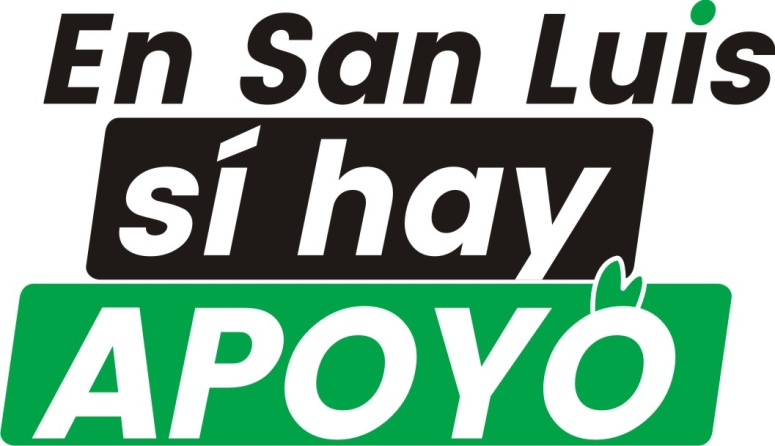 En San Luis
sí hay
APOYO